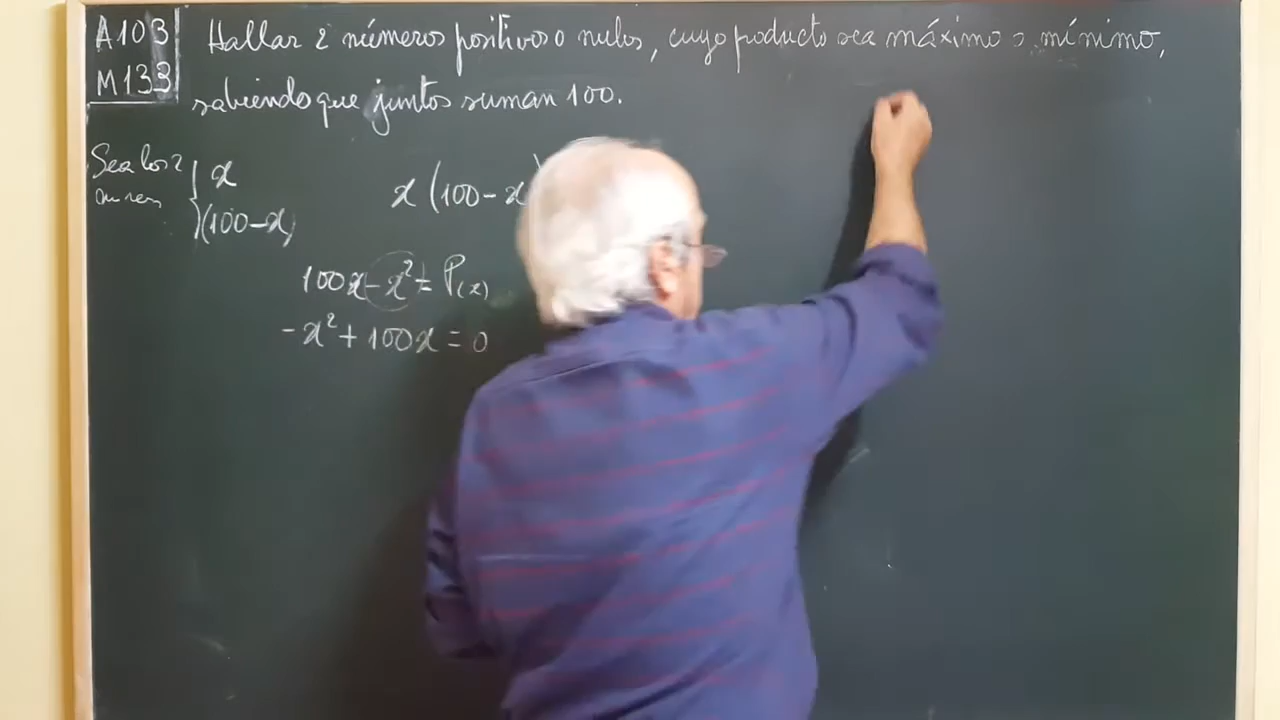 A103 Hallar 2 números positivos o nulos, cuyo producto sea máximo o mínimo,
M133 sabiendo que juntos suman 100.
Sea los 2 x
(100-x)
x(100-x
100x-x²=P(x)
-x²+100x=0